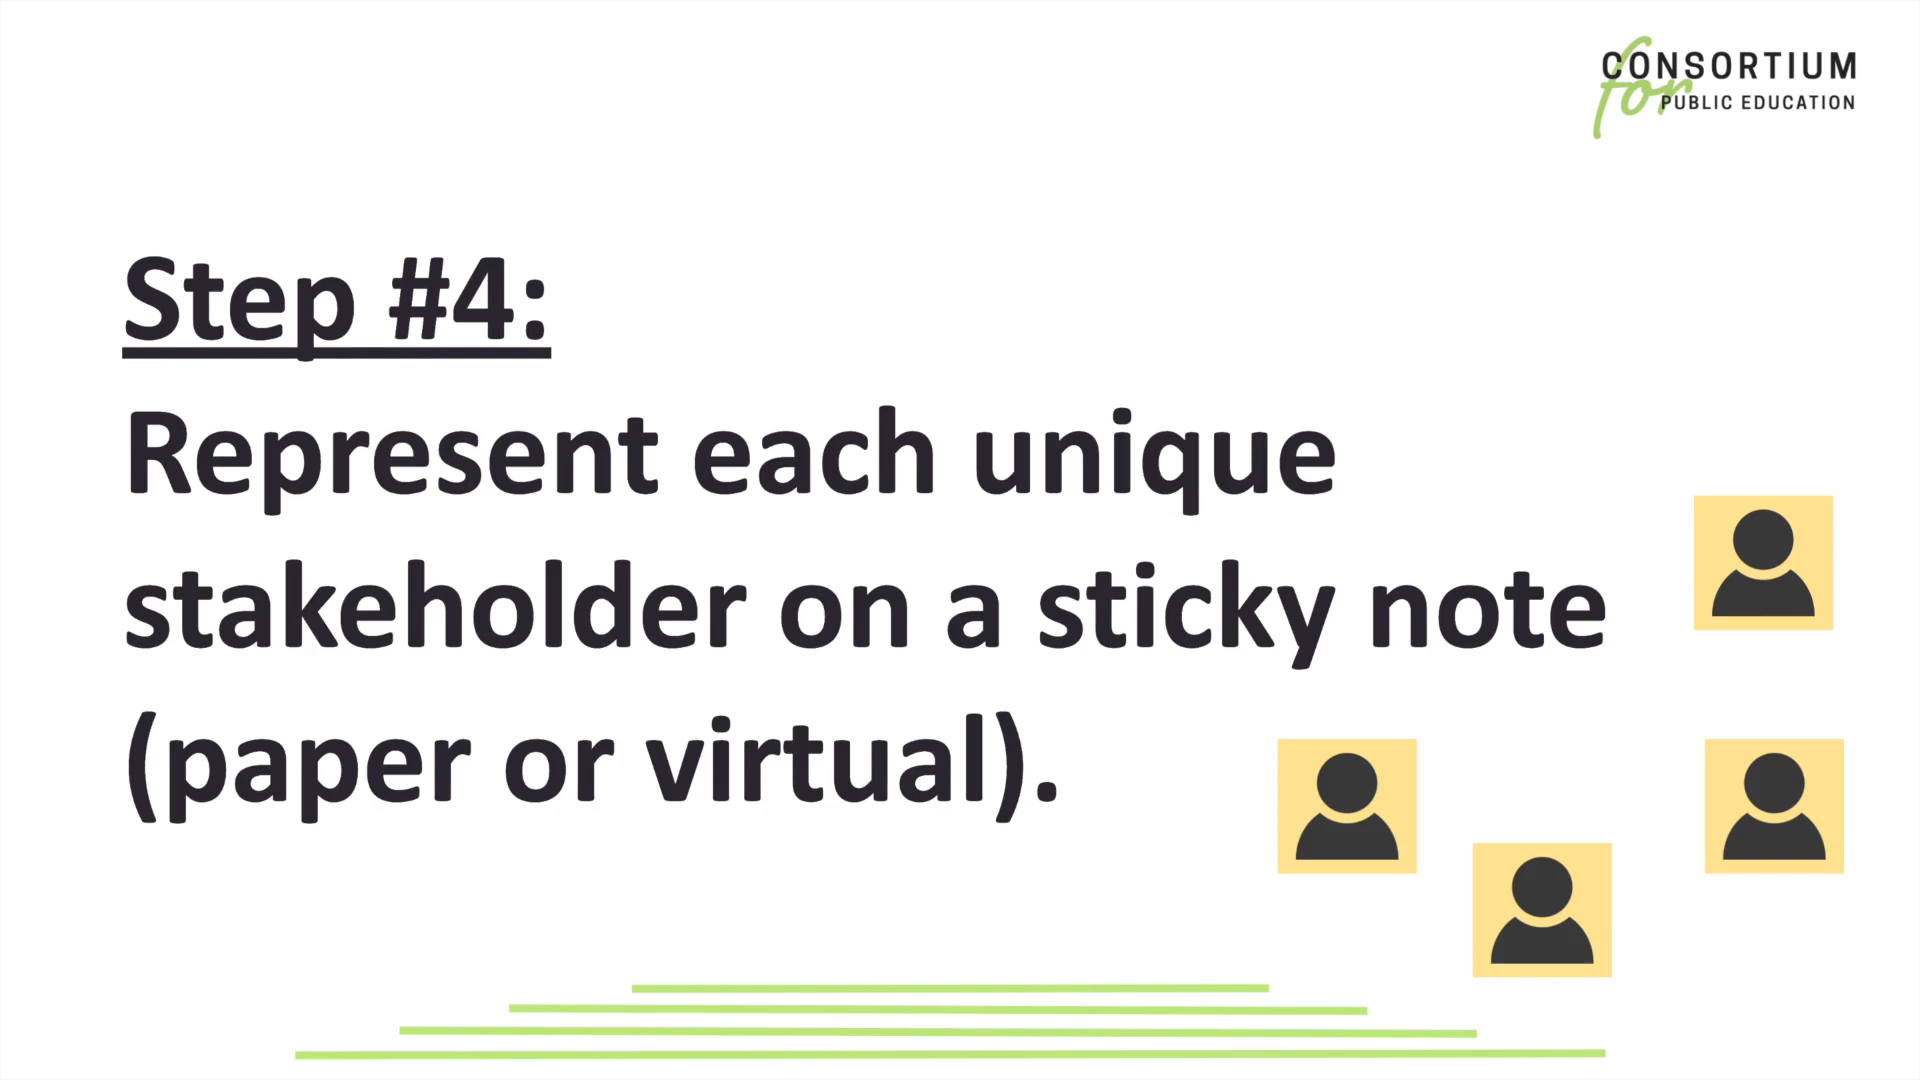 CONSORTIUM
for PUBLIC EDUCATION
Step #4:
Represent each unique
stakeholder on a sticky note
(paper or virtual).